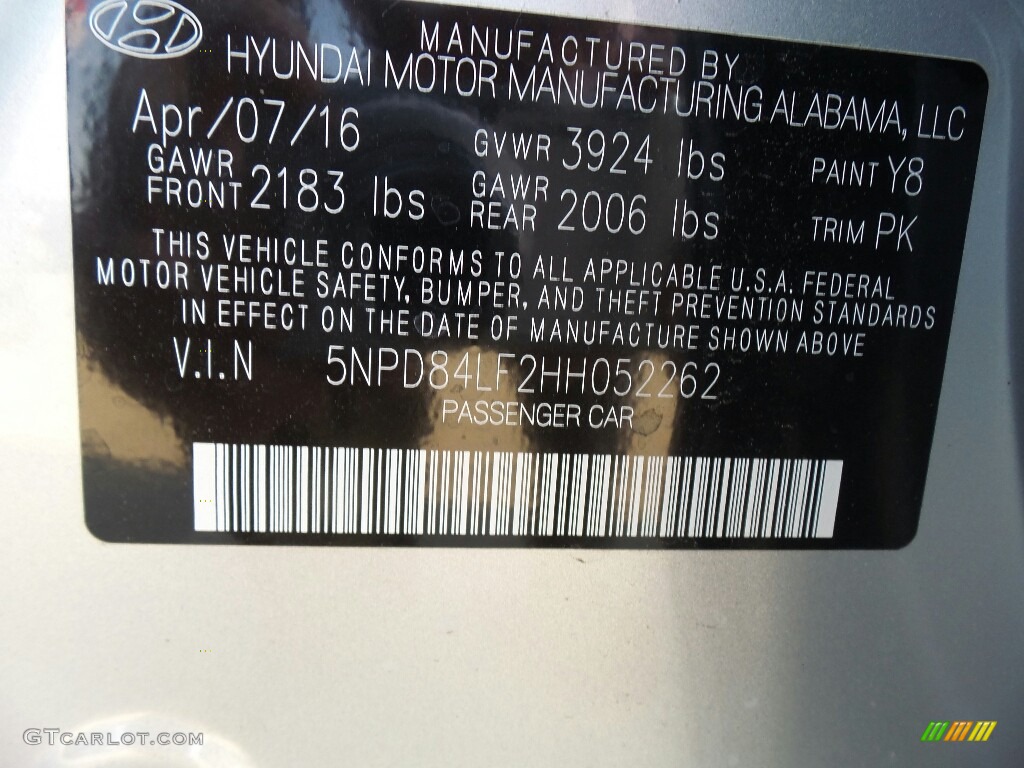 MANUFACTURED BY
HYUNDAI MOTOR MANUFACTURING ALABAMA, LLC
Apr/07/16 GVWR 3924 lbs PAINT Y8
GAWR FRONT 2183 lbs GAWR REAR 2006 lbs TRIM PK
THIS VEHICLE CONFORMS TO ALL APPLICABLE U.S.A. FEDERAL
MOTOR VEHICLE SAFETY, BUMPER, AND THEFT PREVENTION STANDARDS
IN EFFECT ON THE DATE OF MANUFACTURE SHOWN ABOVE
V.I.N 5NPD84LF2HH052262
PASSENGER CAR
GTCARLOT.COM